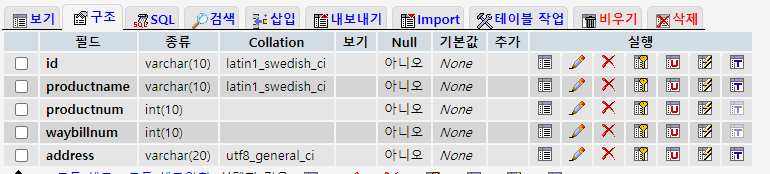 보기 구조 SQL 검색 삽입 내보내기 Import 테이블 작업 비우기 삭제
필드 종류 Collation 보기 Null 기본값 추가 실행
id varchar(10) latin1_swedish_ci 아니오 None
productname varchar(10) latin1_swedish_ci 아니오 None
productnum int(10) 아니오 None
waybillnum int(10) 아니오 None
address varchar(20) utf8_general_ci 아니오 None